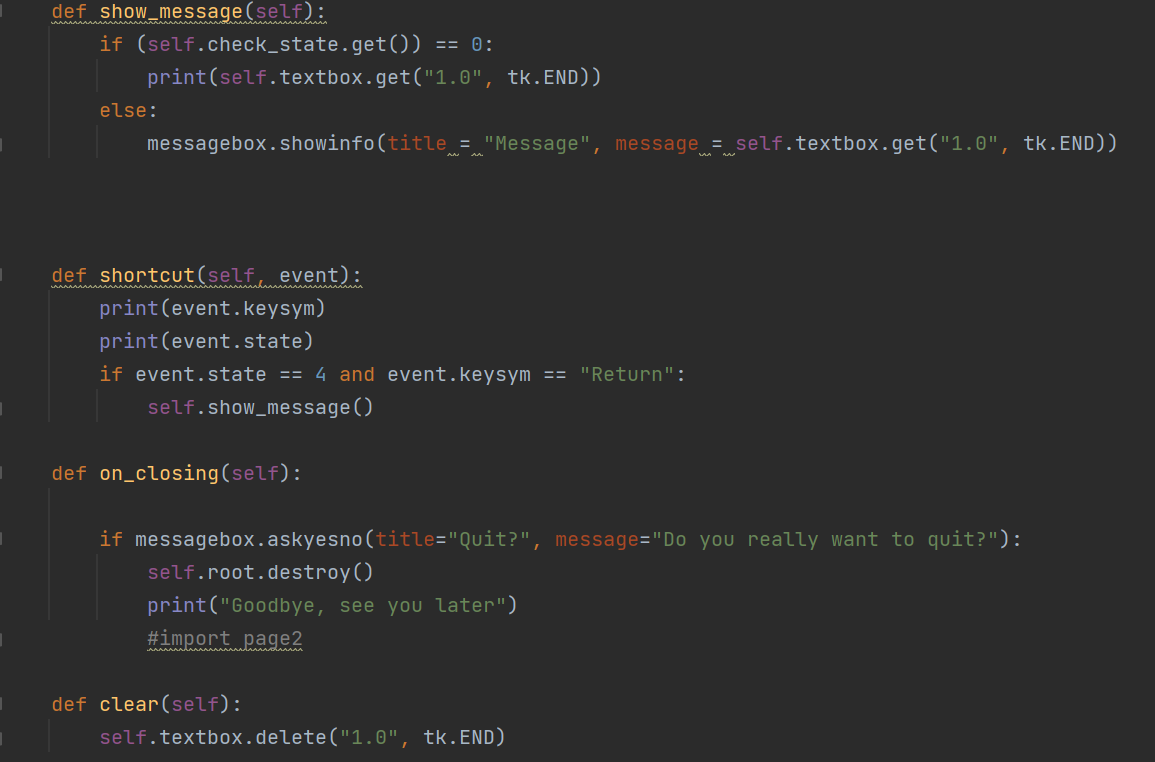 def show_message(self):
if (self.check_state.get()) == 0:
print(self.textbox.get("1.0", tk.END))
else:
messagebox.showinfo(title = "Message", message = self.textbox.get("1.0", tk.END))
def shortcut(self, event):
print(event.keysym)
print(event.state)
if event.state == 4 and event.keysym == "Return":
self.show_message()
def on_closing(self):
if messagebox.askyesno(title="Quit?", message="Do you really want to quit?"):
self.root.destroy()
print("Goodbye, see you later")
#import page2
def clear(self):
self.textbox.delete("1.0", tk.END)